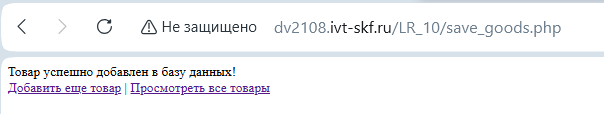 Не защищено dv2108.ivt-skf.ru/LR_10/save_goods.php
Товар успешно добавлен в базу данных!
Добавить еще товар | Просмотреть все товары